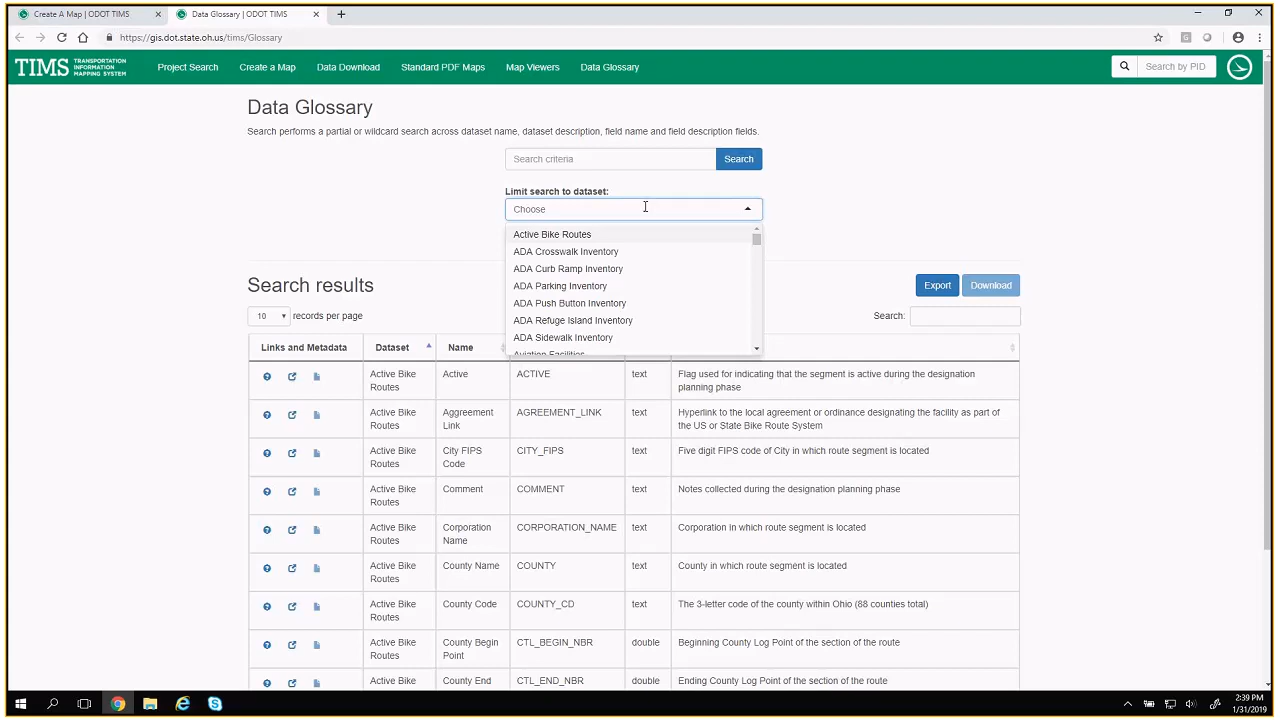 Create A Map | ODOT TIMS
Data Glossary | ODOT TIMS
https://gis.dot.state.oh.us/tims/Glossary
TIMS TRANSPORTATION INFORMATION MAPPING SYSTEM
Project Search
Create a Map
Data Download
Standard PDF Maps
Map Viewers
Data Glossary
Search by PID
Data Glossary
Search performs a partial or wildcard search across dataset name, dataset description, field name and field description fields.
Search criteria
Search
Limit search to dataset:
Choose
Active Bike Routes
ADA Crosswalk Inventory
ADA Curb Ramp Inventory
ADA Parking Inventory
ADA Push Button Inventory
ADA Refuge Island Inventory
ADA Sidewalk Inventory
Aviation Facilities
Search results
Export
Download
10 records per page
Search:
Links and Metadata Dataset Name
Active Bike Routes Active ACTIVE text Flag used for indicating that the segment is active during the designation planning phase
Active Bike Routes Aggreement Link AGREEMENT_LINK text Hyperlink to the local agreement or ordinance designating the facility as part of the US or State Bike Route System
Active Bike Routes City FIPS Code CITY_FIPS text Five digit FIPS code of City in which route segment is located
Active Bike Routes Comment COMMENT text Notes collected during the designation planning phase
Active Bike Routes Corporation Name CORPORATION_NAME text Corporation in which route segment is located
Active Bike Routes County Name COUNTY text County in which route segment is located
Active Bike Routes County Code COUNTY_CD text The 3-letter code of the county within Ohio (88 counties total)
Active Bike Routes County Begin Point CTL_BEGIN_NBR double Beginning County Log Point of the section of the route
Active Bike County End CTL_END_NBR double Ending County Log Point of the section of the route
2:39 PM
1/31/2019